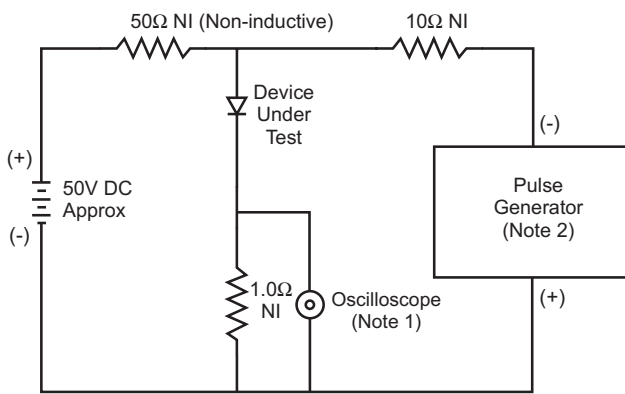 50Ω NI (Non-inductive)
10Ω NI
Device
Under
Test
(-)
(+)
50V DC
Approx
(-)
Pulse
Generator
(Note 2)
1.0Ω
NI
Oscilloscope
(Note 1)
(+)